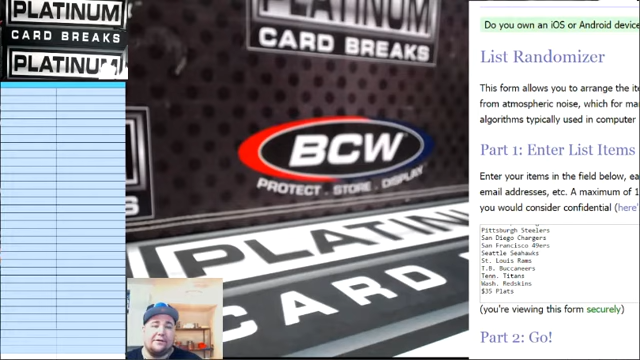 PLATINUM
CARD BREAKS
PLATINUM
PLATINUM
CARD BREAKS
BCW
PROTECT . STORE . DISPLAY
PLATIN
CARD
Do you own an iOS or Android device
List Randomizer
This form allows you to arrange the ite
from atmospheric noise, which for ma
algorithms typically used in computer
Part 1: Enter List Items
Enter your items in the field below, ea
email addresses, etc. A maximum of 1
you would consider confidential (here'
Pittsburgh Steelers
San Diego Chargers
San Francisco 49ers
Seattle Seahawks
St. Louis Rams
T.B. Buccaneers
Tenn. Titans
Wash. Redskins
$35 Plats
(you're viewing this form securely)
Part 2: Go!